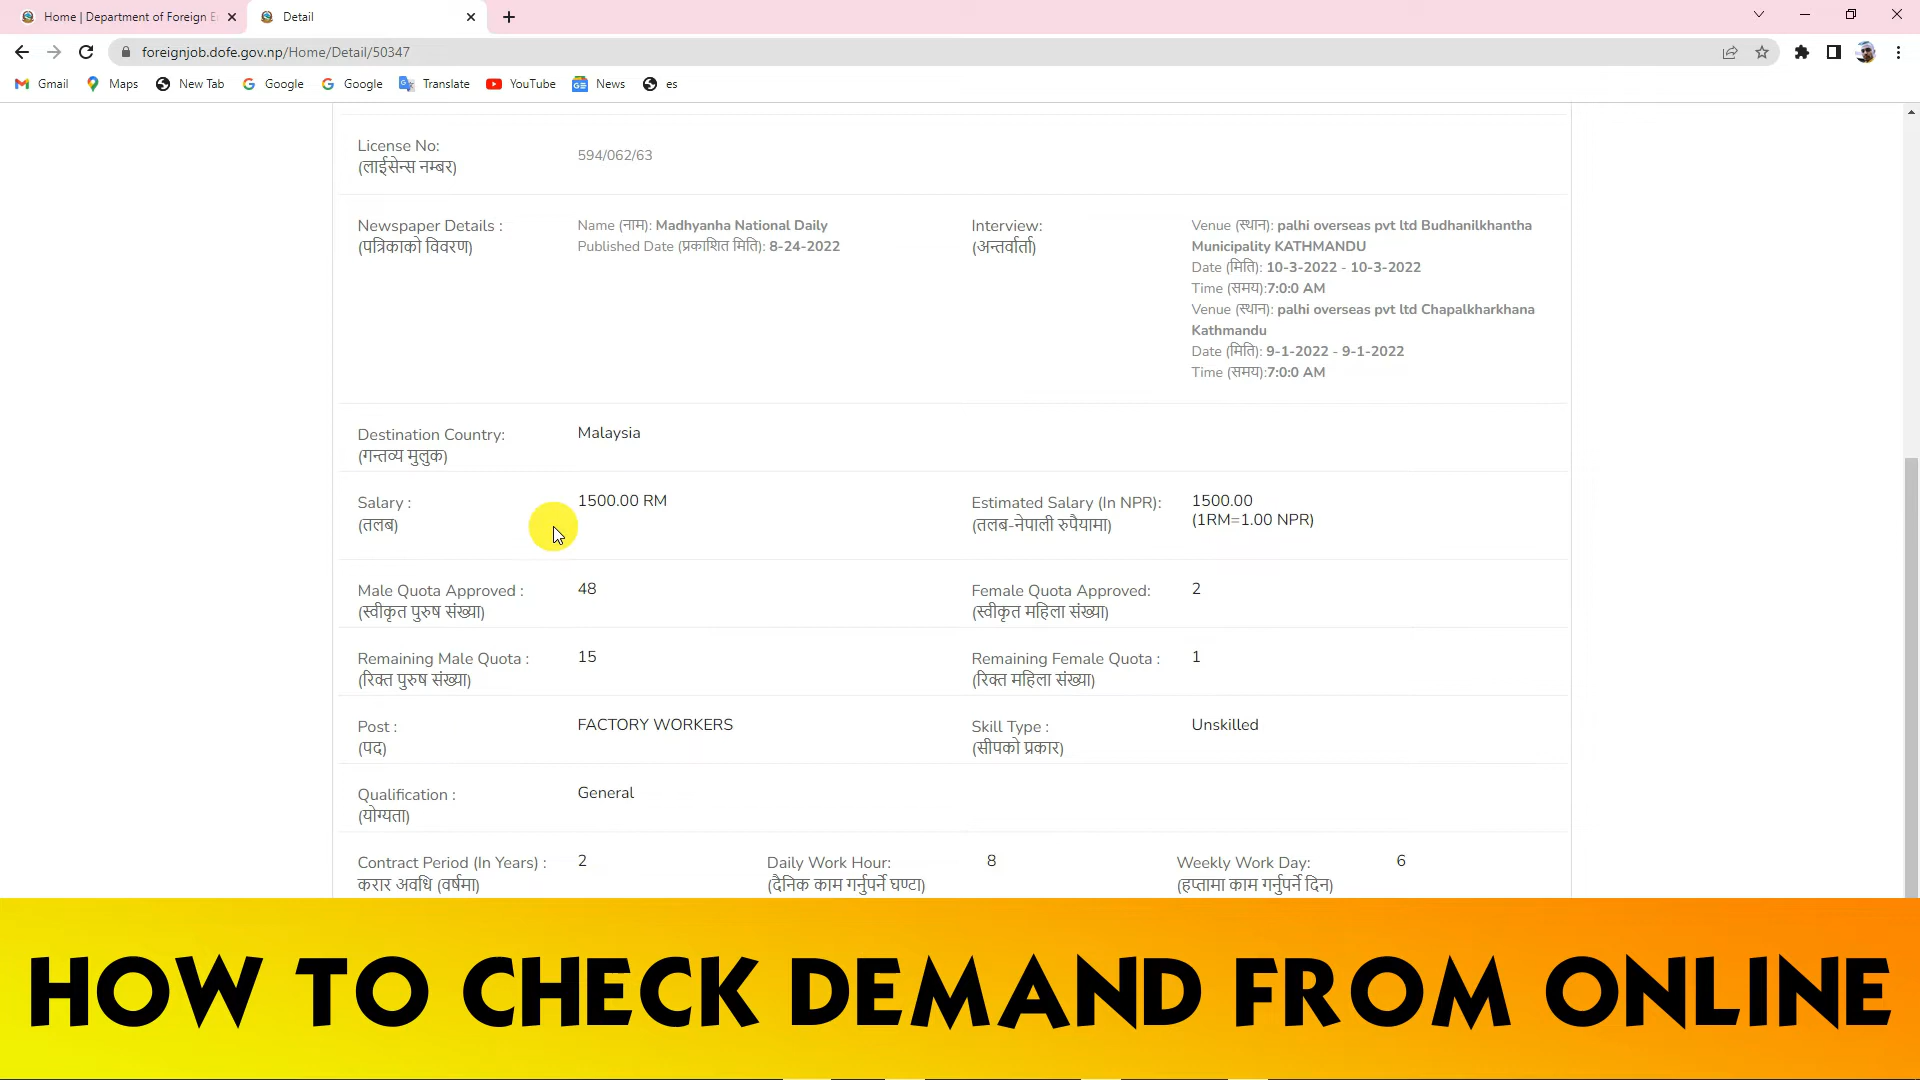 Home | Department of Foreign E
Detail
foreignjob.dofe.gov.np/Home/Detail/50347
Gmail
Maps
New Tab
Google
Google
Translate
YouTube
News
es
License No:
(लाईसेन्स नम्बर)
594/062/63
Newspaper Details :
(पत्रिकाको विवरण)
Name (नाम): Madhyanha National Daily
Published Date (प्रकाशित मिति): 8-24-2022
Interview:
(अन्तर्वार्ता)
Venue (स्थान): palhi overseas pvt ltd Budhanilkhantha
Municipality KATHMANDU
Date (मिति): 10-3-2022 - 10-3-2022
Time (समय):7:0:0 AM
Venue (स्थान): palhi overseas pvt ltd Chapalkharkhana
Kathmandu
Date (मिति): 9-1-2022 - 9-1-2022
Time (समय):7:0:0 AM
Destination Country:
(गन्तव्य मुलुक)
Malaysia
Salary :
(तलब)
1500.00 RM
Estimated Salary (In NPR):
(तलब-नेपाली रुपैयामा)
1500.00
(1RM=1.00 NPR)
Male Quota Approved :
(स्वीकृत पुरुष संख्या)
48
Female Quota Approved:
(स्वीकृत महिला संख्या)
2
Remaining Male Quota :
(रिक्त पुरुष संख्या)
15
Remaining Female Quota :
(रिक्त महिला संख्या)
1
Post :
(पद)
FACTORY WORKERS
Skill Type :
(सीपको प्रकार)
Unskilled
Qualification :
(योग्यता)
General
Contract Period (In Years) :
करार अवधि (वर्षमा)
2
Daily Work Hour:
(दैनिक काम गर्नुपर्ने घण्टा)
8
Weekly Work Day:
(हप्तामा काम गर्नुपर्ने दिन)
6
HOW TO CHECK DEMAND FROM ONLINE